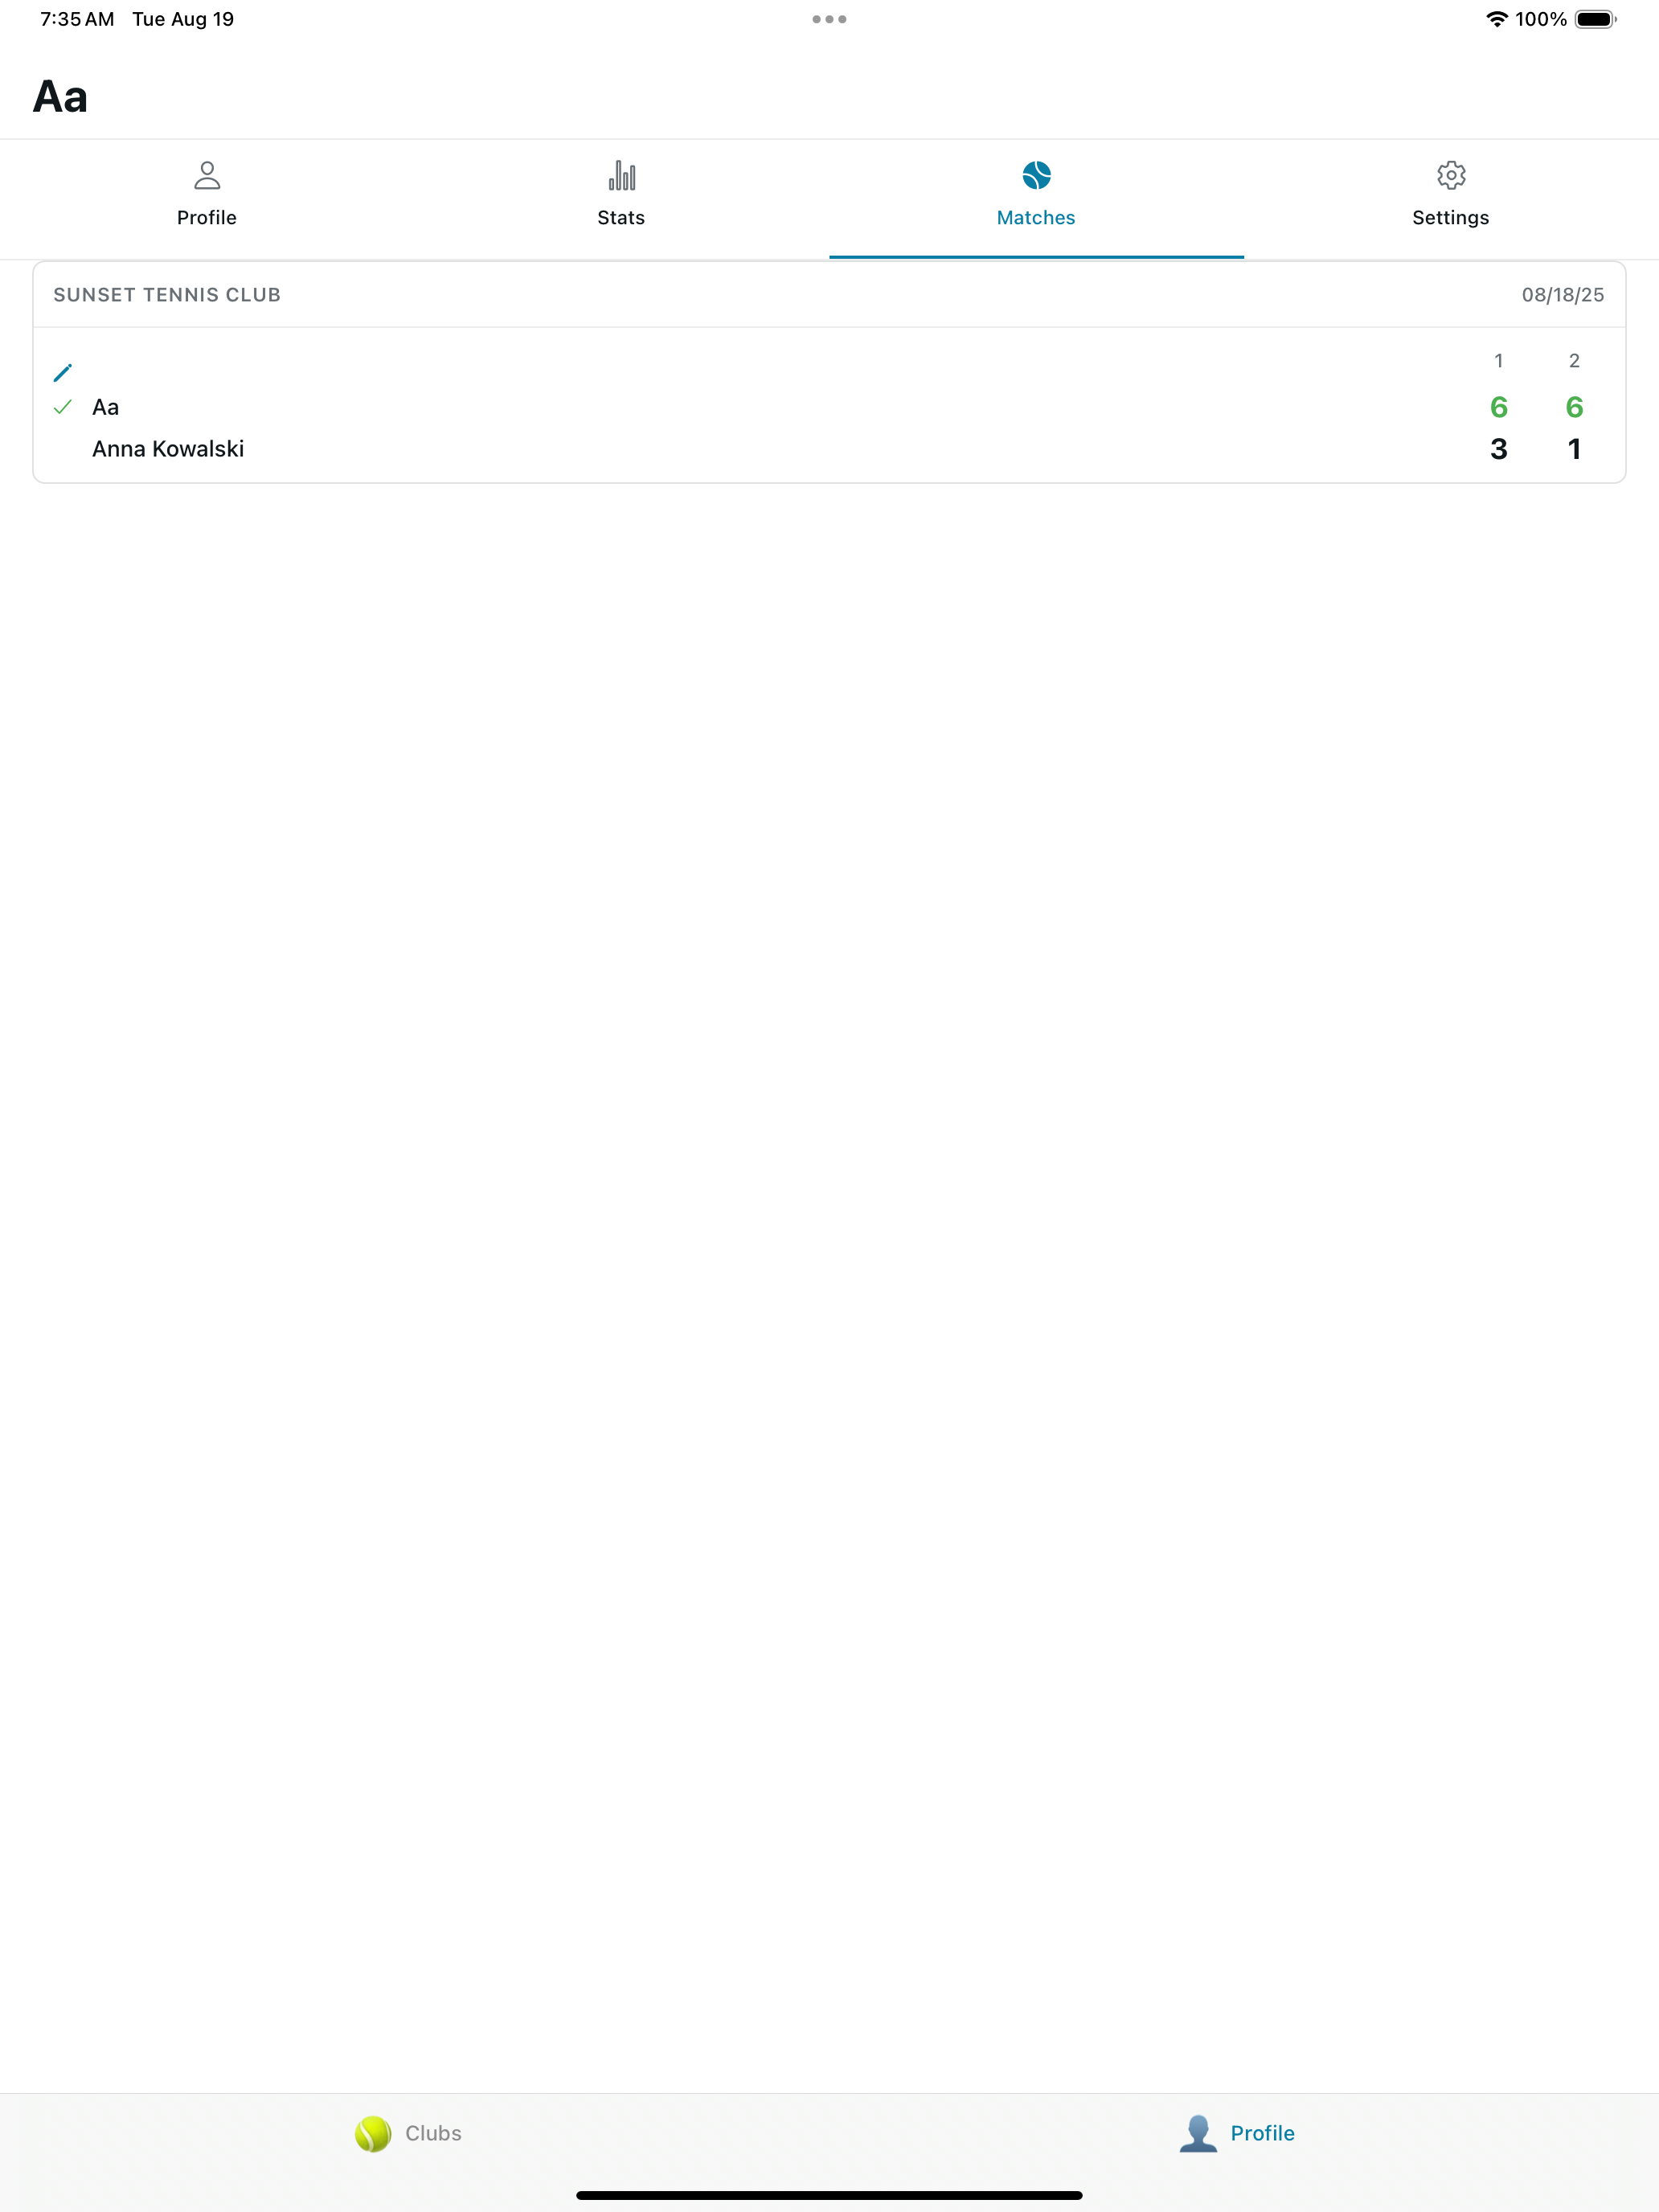 7:35 AM Tue Aug 19 100%
Aa
Profile Stats Matches Settings
SUNSET TENNIS CLUB 08/18/25
1 2
Aa 6 6
Anna Kowalski 3 1
Clubs Profile